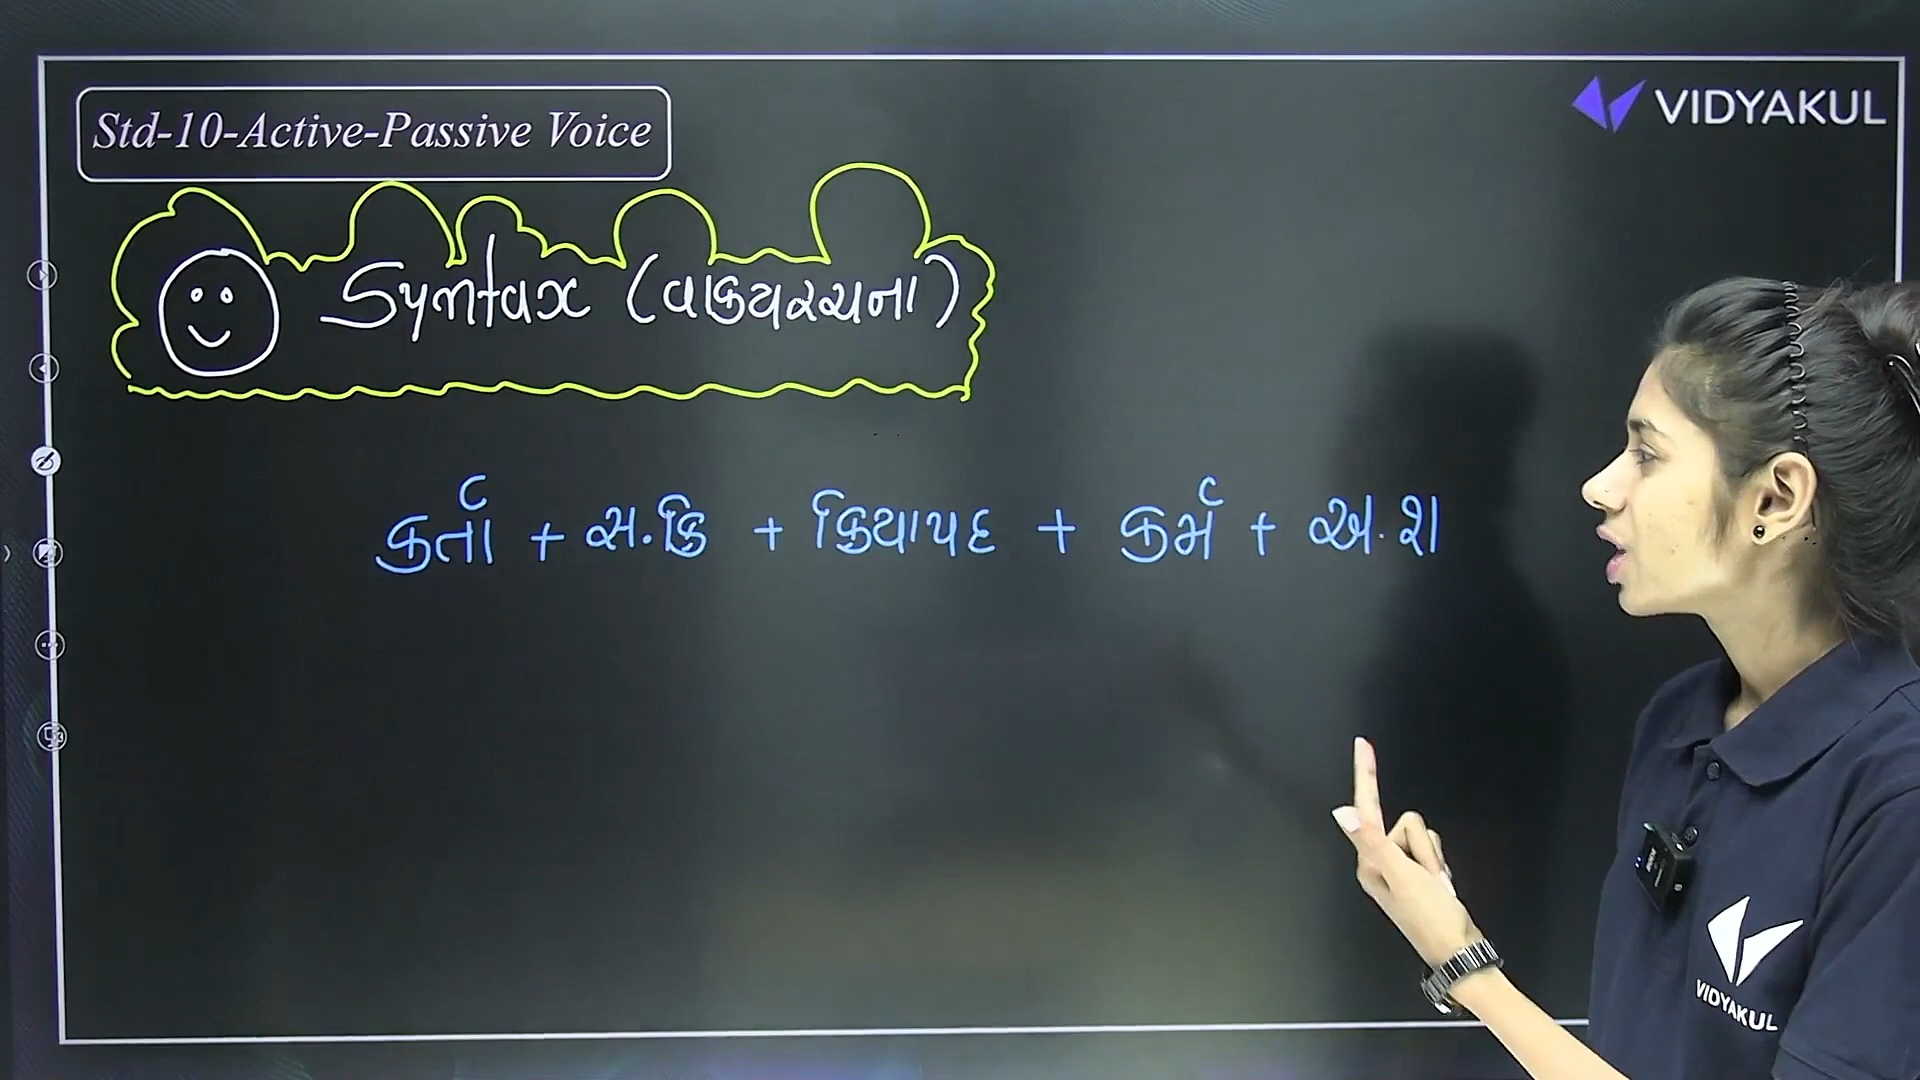 Std-10-Active-Passive Voice
VIDYAKUL
Syntax (વાક્યરચના)
કર્તા + સ.ક્રિ + ક્રિયાપદ + કર્મ + અ.શ
VIDYAKUL